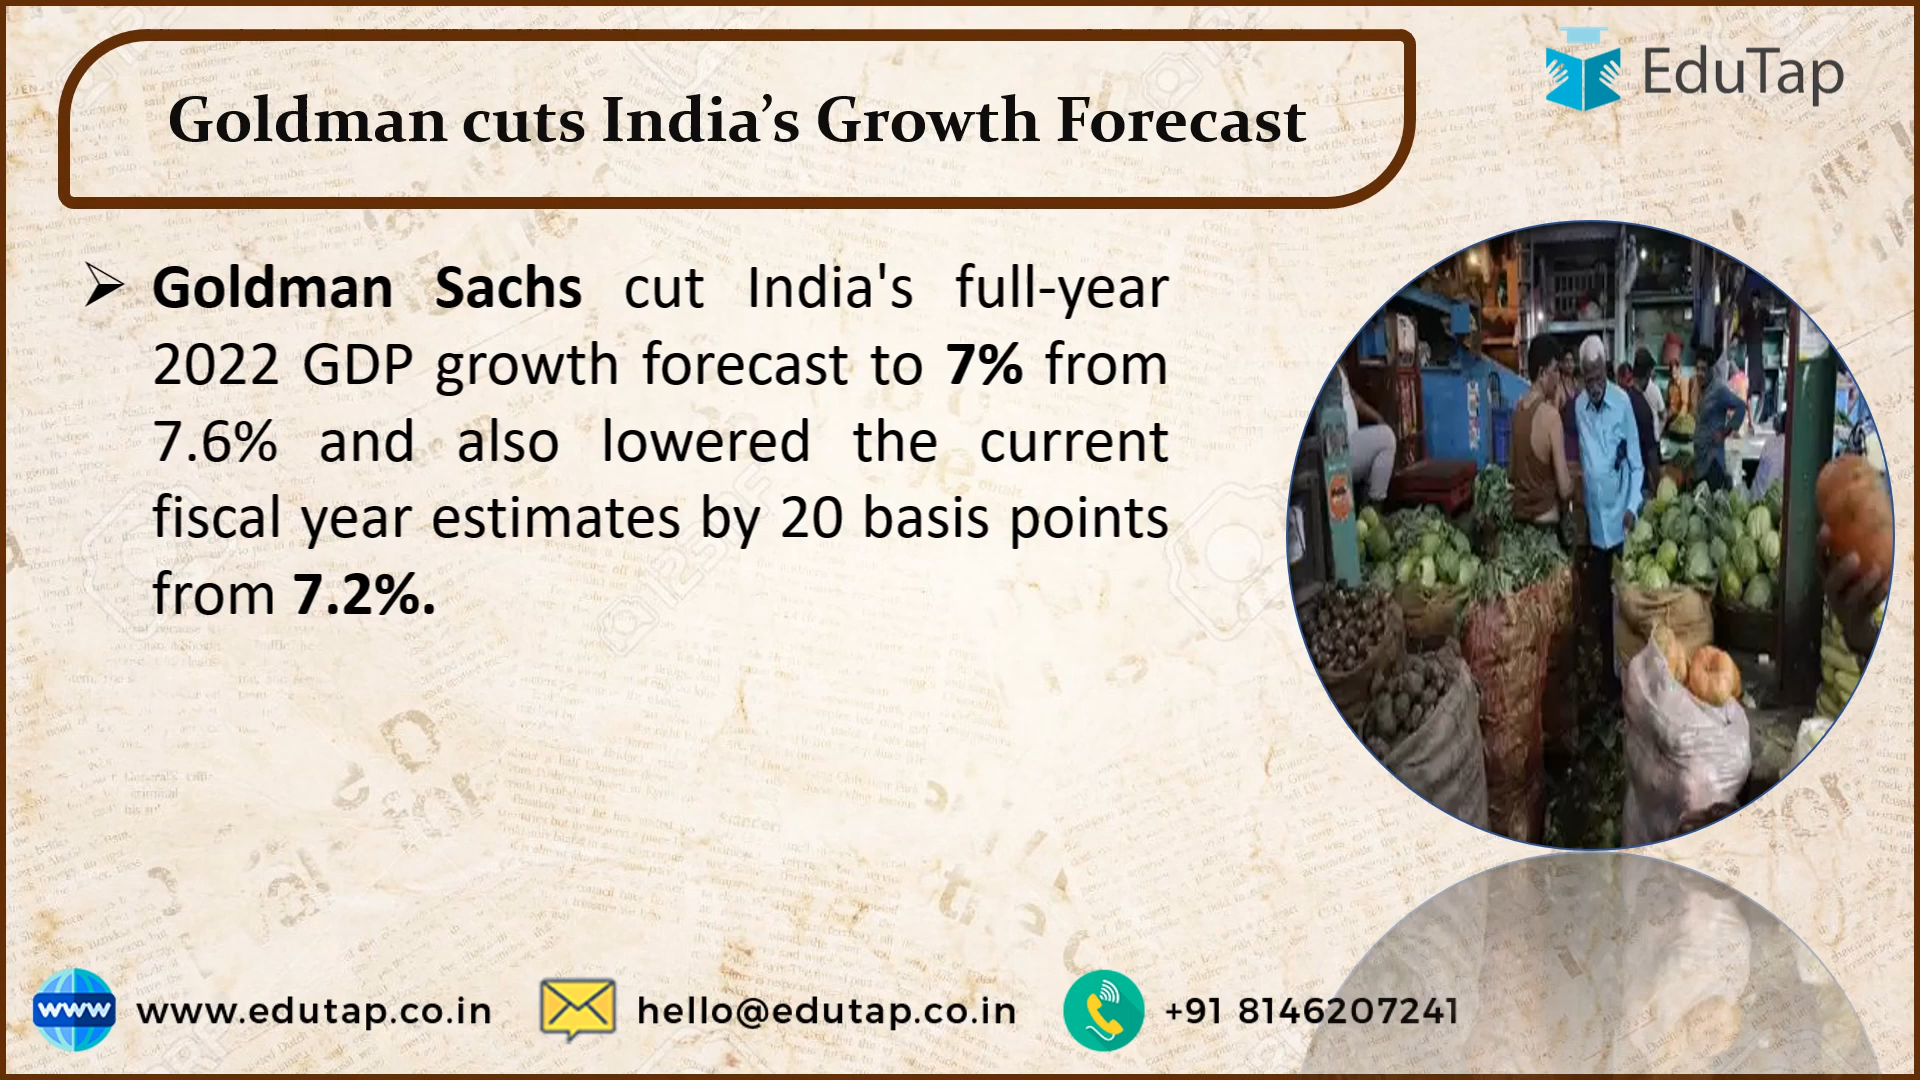 Goldman cuts India’s Growth Forecast
EduTap
➢ Goldman Sachs cut India's full-year
2022 GDP growth forecast to 7% from
7.6% and also lowered the current
fiscal year estimates by 20 basis points
from 7.2%.
www
www.edutap.co.in
hello@edutap.co.in
+91 8146207241